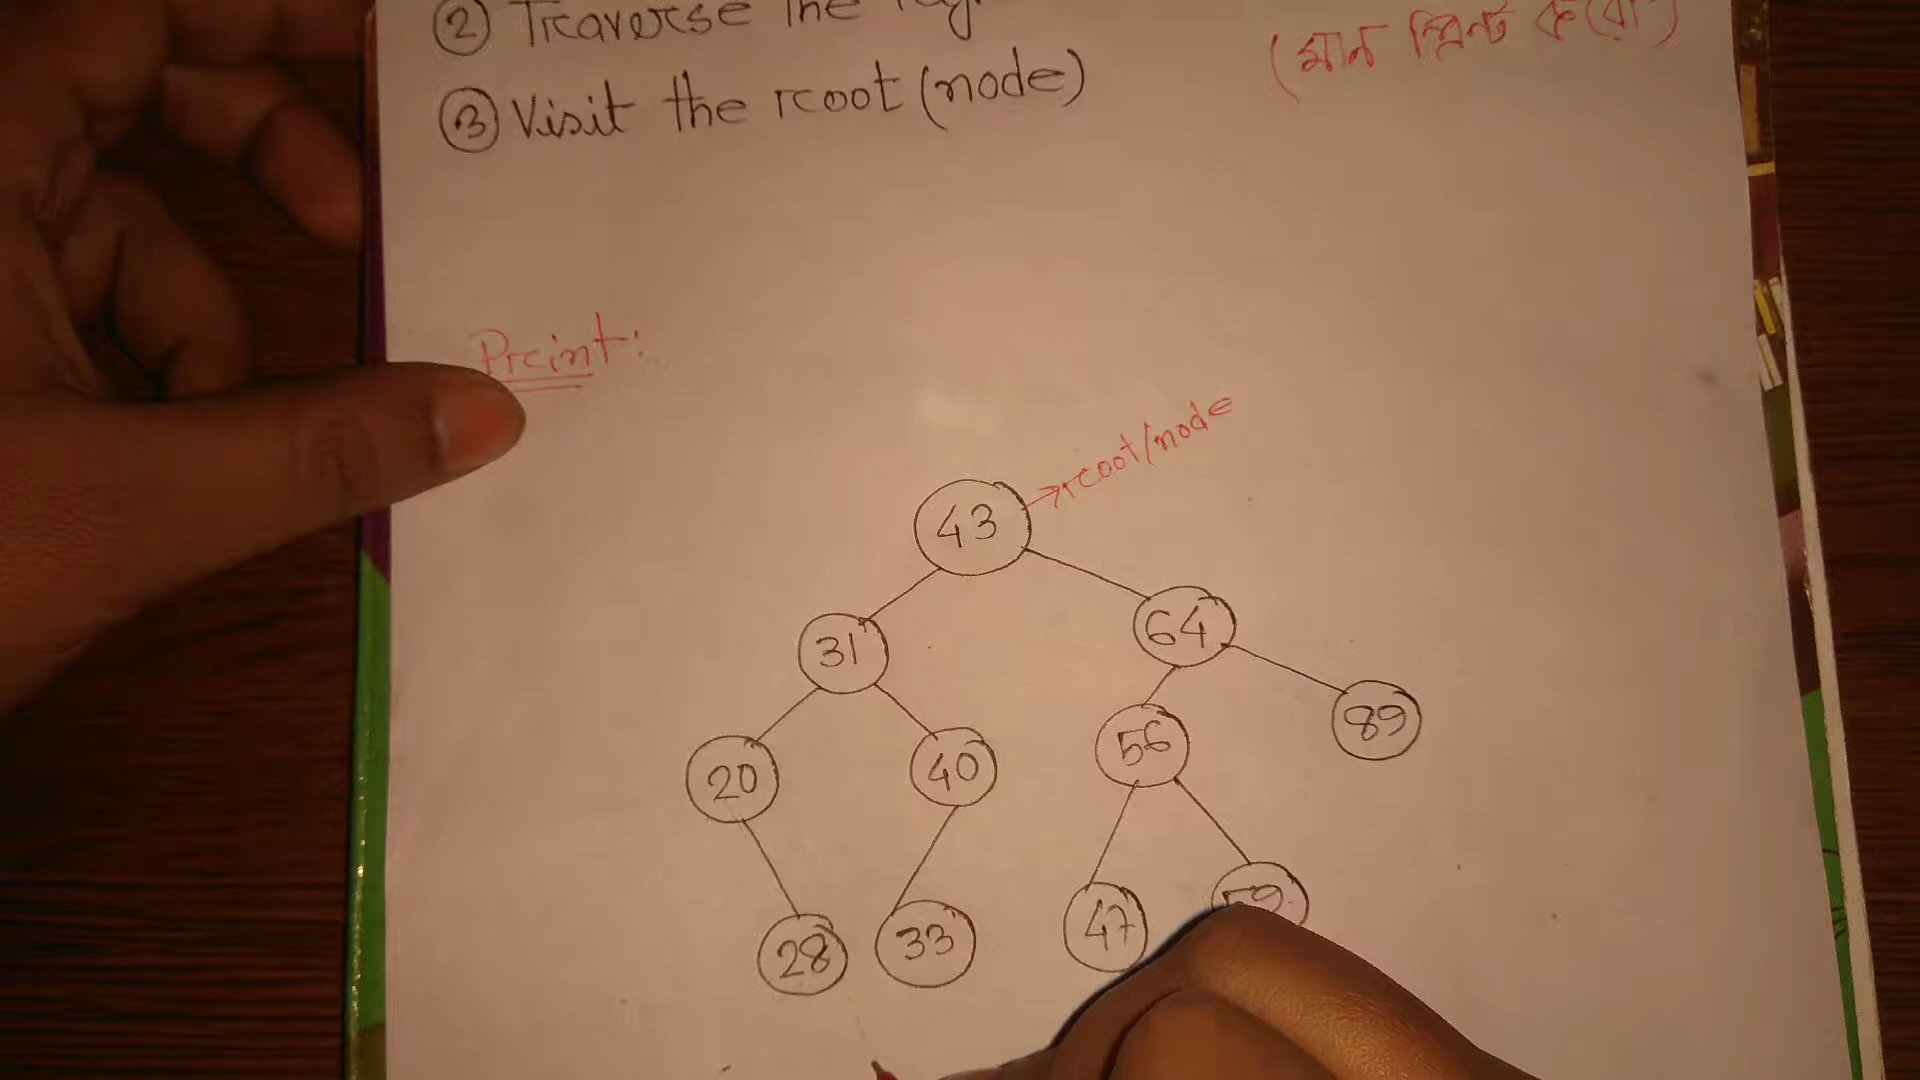 ② Traverse the
③ Visit the root (node)
(মান প্রিন্ট করো)
Print:
→ root/node
43
31 64
20 40 56 89
28 33 47 59